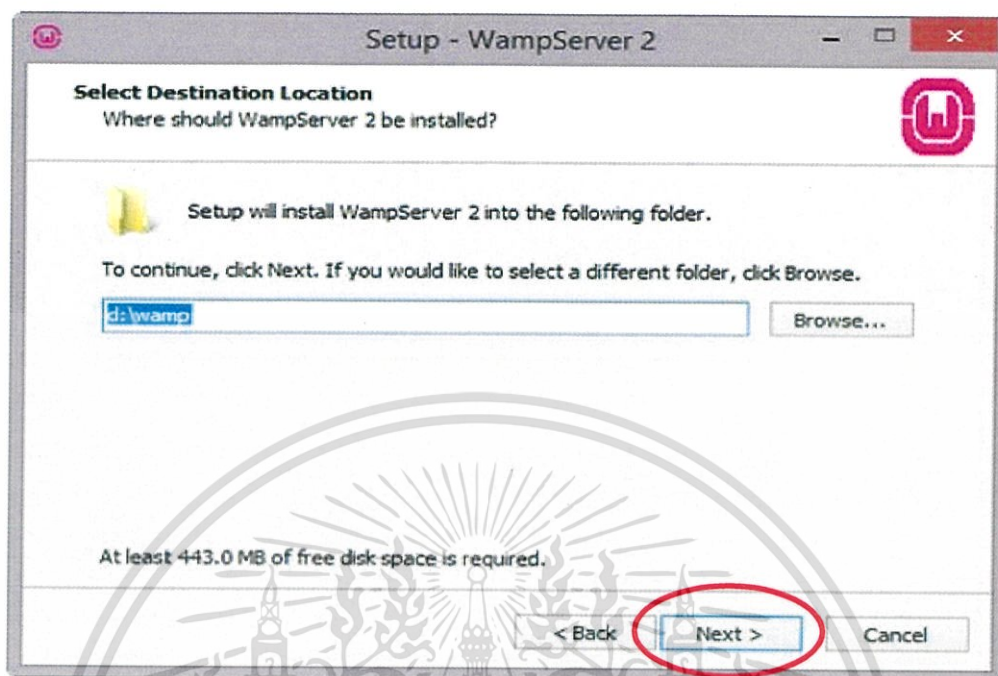 Setup - WampServer 2
Select Destination Location
Where should WampServer 2 be installed?
Setup will install WampServer 2 into the following folder.
To continue, click Next. If you would like to select a different folder, click Browse.
d:\wamp
Browse...
At least 443.0 MB of free disk space is required.
< Back
Next >
Cancel